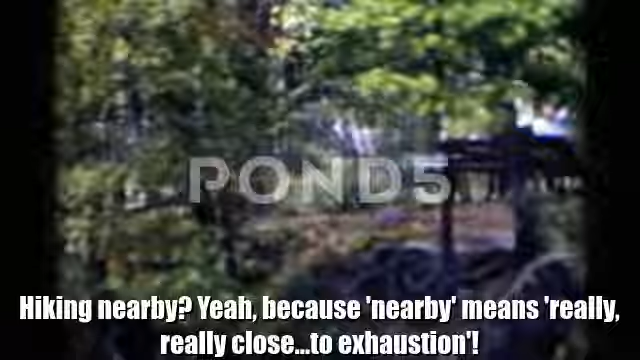 POND5
Hiking nearby? Yeah, because 'nearby' means 'really,
really close...to exhaustion'!